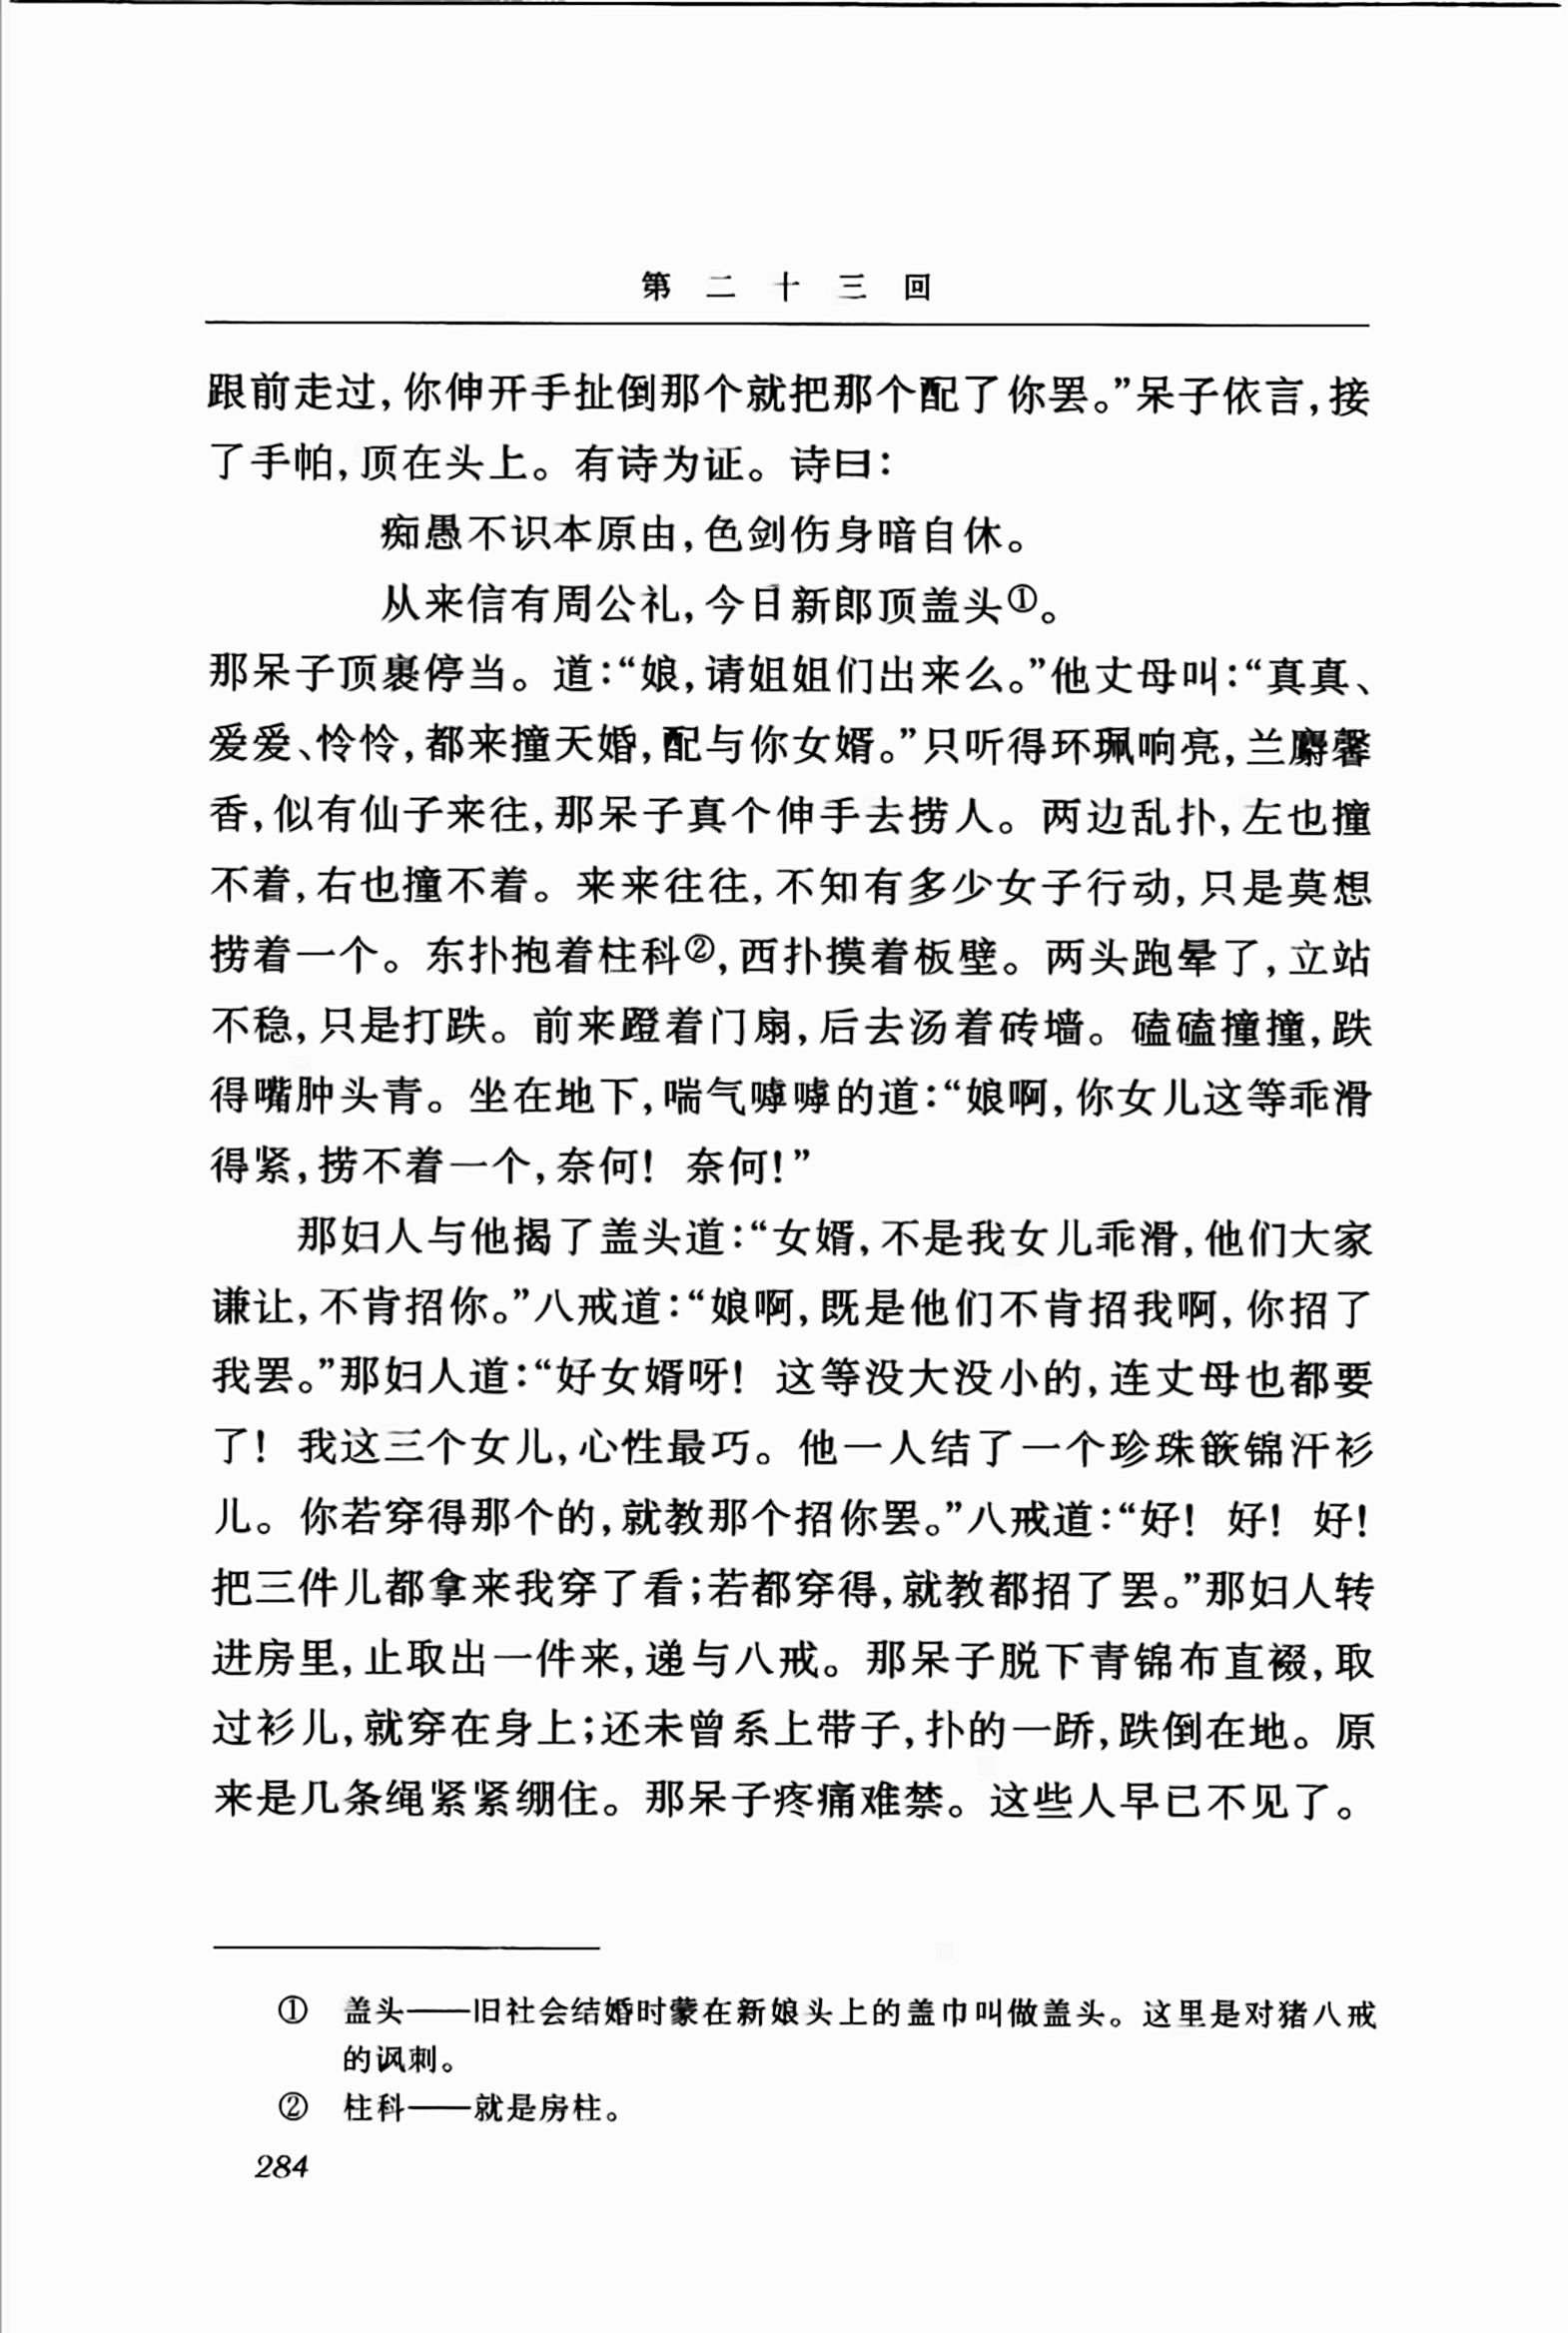 第二十三回
跟前走过，你伸开手扯倒那个就把那个配了你罢。”呆子依言，接
了手帕，顶在头上。有诗为证。诗曰：
痴愚不识本原由，色剑伤身暗自休。
从来信有周公礼，今日新郎顶盖头①。
那呆子顶裹停当。道：“娘，请姐姐们出来么。”他丈母叫：“真真、
爱爱、怜怜，都来撞天婚，配与你女婿。”只听得环珮响亮，兰麝馨
香，似有仙子来往，那呆子真个伸手去捞人。两边乱扑，左也撞
不着，右也撞不着。来来往往，不知有多少女子行动，只是莫想
捞着一个。东扑抱着柱科②，西扑摸着板壁。两头跑晕了，立站
不稳，只是打跌。前来蹬着门扇，后去汤着砖墙。磕磕撞撞，跌
得嘴肿头青。坐在地下，喘气嘑嘑的道：“娘啊，你女儿这等乖滑
得紧，捞不着一个，奈何！奈何！”
那妇人与他揭了盖头道：“女婿，不是我女儿乖滑，他们大家
谦让，不肯招你。”八戒道：“娘啊，既是他们不肯招我啊，你招了
我罢。”那妇人道：“好女婿呀！这等没大没小的，连丈母也都要
了！我这三个女儿，心性最巧。他一人结了一个珍珠嵌锦汗衫
儿。你若穿得那个的，就教那个招你罢。”八戒道：“好！好！好！
把三件儿都拿来我穿了看；若都穿得，就教都招了罢。”那妇人转
进房里，止取出一件来，递与八戒。那呆子脱下青锦布直裰，取
过衫儿，就穿在身上；还未曾系上带子，扑的一跻，跌倒在地。原
来是几条绳紧紧绷住。那呆子疼痛难禁。这些人早已不见了。
① 盖头——旧社会结婚时蒙在新娘头上的盖巾叫做盖头。这里是对猪八戒
的讽刺。
② 柱科——就是房柱。
284